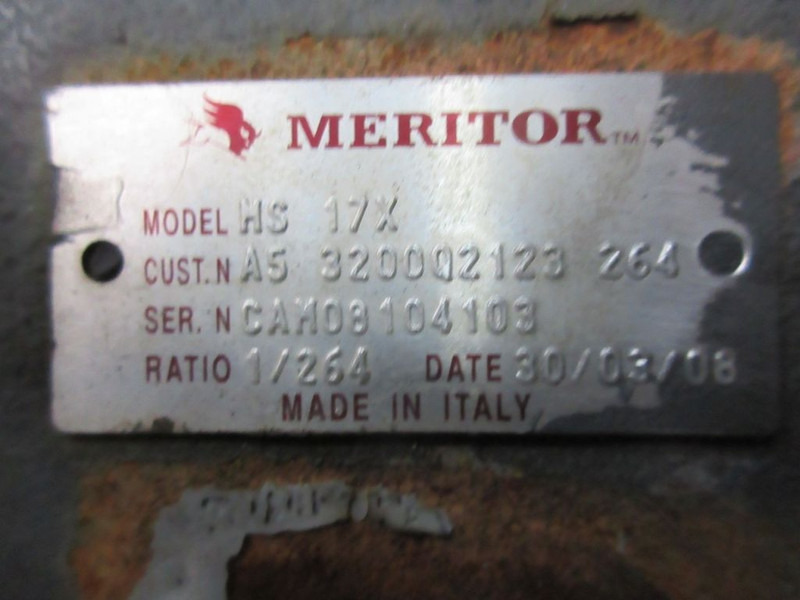 MERITOR™
MODEL MS 17X
CUST.N A5 3200Q2123 264
SER. N CAM08104103
RATIO 1/264 DATE 30/03/08
MADE IN ITALY